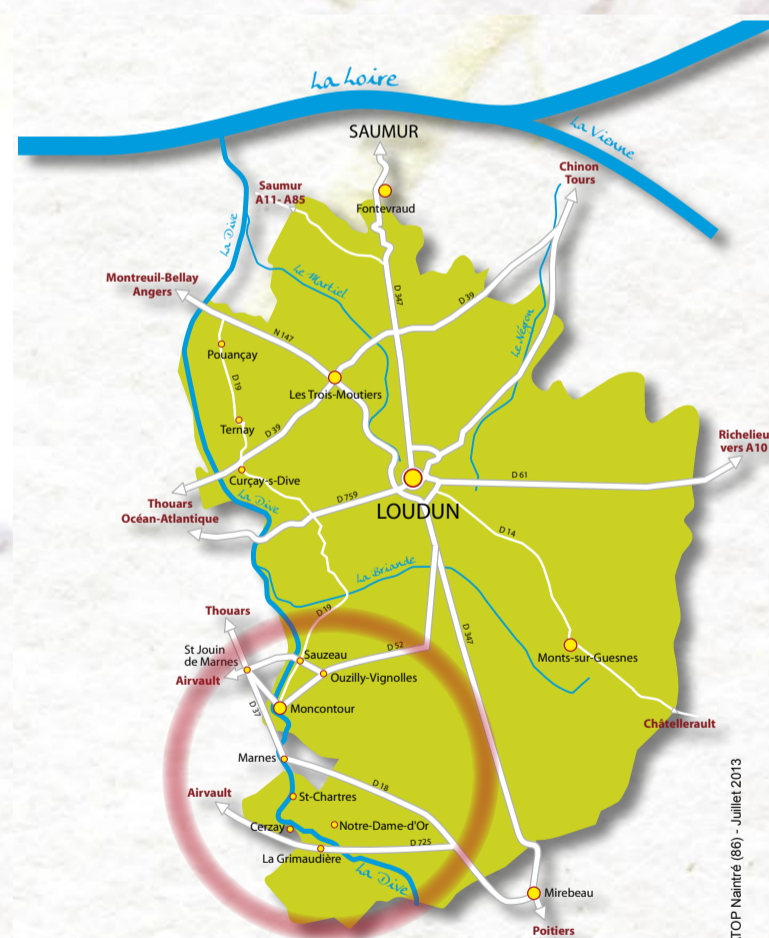 La Loire
La Vienne
SAUMUR
Chinon
Tours
Saumur
A11- A85
Fontevraud
La Dive
Le Martiel
Montreuil-Bellay
Angers
D 347
D 39
N 147
Le Négron
Pouançay
D 19
Les Trois-Moutiers
Ternay
D 39
Richelieu
vers A10
Curçay-s-Dive
D 61
Thouars
Océan-Atlantique
La Dive
D 759
LOUDUN
D 14
La Briande
Thouars
D 19
D 347
St Jouin
de Marnes
Sauzeau
D 52
Monts-sur-Guesnes
Airvault
Ouzilly-Vignolles
D 37
Moncontour
Châtellerault
Marnes
D 18
Airvault
St-Chartres
Cerzay
Notre-Dame-d'Or
D 725
La Grimaudière
La Dive
Mirebeau
Poitiers
TOP Naintré (86) - Juillet 2013